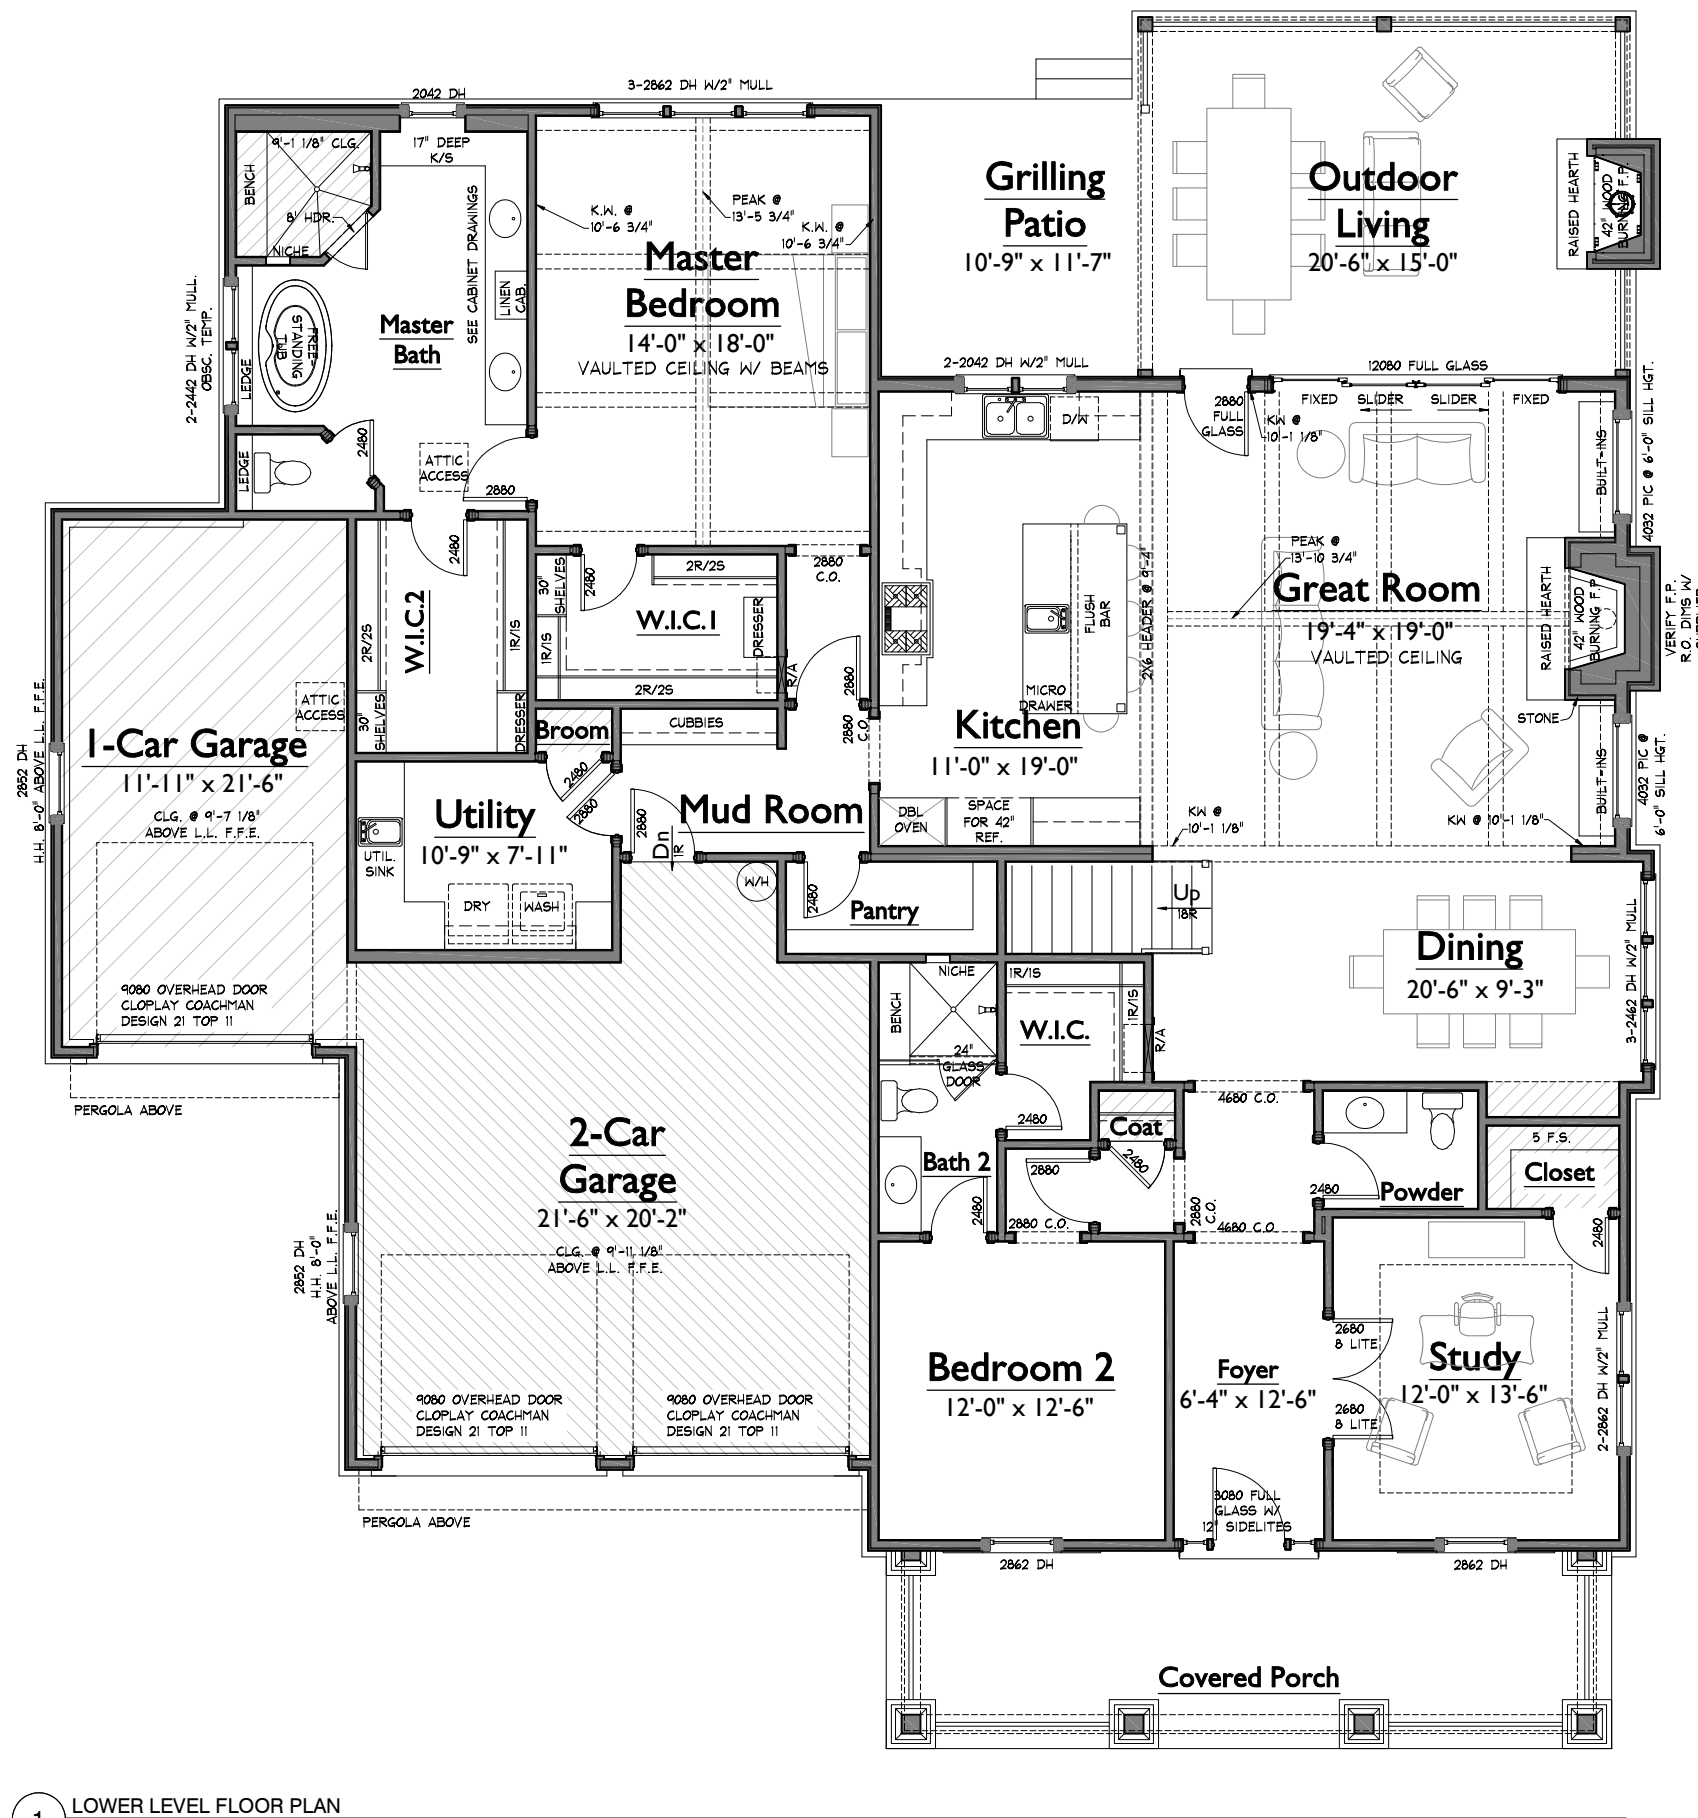 2042 DH
3-2862 DH W/2" MULL
9'-1 1/8" CLG.
17" DEEP
K/S
BENCH
8' HDR.
NICHE
SEE CABINET DRAWINGS
LINEN
CAB.
K.W. @
10'-6 3/4"
PEAK @
13'-5 3/4"
K.W. @
10'-6 3/4"
Master
Bedroom
14'-0" x 18'-0"
VAULTED CEILING W/ BEAMS
Grilling
Patio
10'-9" x 11'-7"
Outdoor
Living
20'-6" x 15'-0"
RAISED HEARTH
42" WOOD
BURNING F.P.
2-2442 DH W/2" MULL.
OBSC. TEMP.
LEDGE
FREE-
STANDING
TUB
Master
Bath
2480
LEDGE
ATTIC
ACCESS
2880
2-2042 DH W/2" MULL
D/W
2880
FULL
GLASS
12080 FULL GLASS
FIXED
SLIDER
SLIDER
FIXED
KW @
10'-1 1/8"
BUILT-INS
4032 PIC @ 6'-0" SILL HGT.
2480
W.I.C.2
2R/2S
1R/1S
30"
SHELVES
DRESSER
30"
SHELVES
2480
2R/2S
W.I.C.1
1R/1S
DRESSER
2R/2S
R/A
2880
C.O.
2880
2880
C.O.
FLUSH
BAR
MICRO
DRAWER
2X6 HEADER @ 9'-4"
PEAK @
13'-10 3/4"
Great Room
19'-4" x 19'-0"
VAULTED CEILING
RAISED HEARTH
42" WOOD
BURNING F.P.
VERIFY F.P.
R.O. DIMS W/
STONE
BUILT-INS
4032 PIC @
6'-0" SILL HGT.
ATTIC
ACCESS
1-Car Garage
11'-11" x 21'-6"
CLG. @ 9'-7 1/8"
ABOVE L.L. F.F.E.
2852 DH
H.H. 8'-0" ABOVE L.L. F.F.E.
Broom
CUBBIES
2480
2880
Utility
10'-9" x 7'-11"
UTIL.
SINK
DRY
WASH
2880
Dn
1R
Mud Room
Kitchen
11'-0" x 19'-0"
DBL
OVEN
SPACE
FOR 42"
REF.
KW @
10'-1 1/8"
KW @ 10'-1 1/8"
W/H
2480
Pantry
Up
18R
Dining
20'-6" x 9'-3"
3-2462 DH W/2" MULL
9080 OVERHEAD DOOR
CLOPLAY COACHMAN
DESIGN 21 TOP 11
PERGOLA ABOVE
NICHE
BENCH
24"
GLASS
DOOR
1R/1S
1R/1S
W.I.C.
R/A
2480
4680 C.O.
Coat
2480
2-Car
Garage
21'-6" x 20'-2"
CLG. @ 9'-11 1/8"
ABOVE L.L. F.F.E.
2852 DH
H.H. 8'-0"
ABOVE L.L. F.F.E.
Bath 2
2480
2880
2880 C.O.
2880
C.O.
4680 C.O.
2480
Powder
5 F.S.
Closet
2480
9080 OVERHEAD DOOR
CLOPLAY COACHMAN
DESIGN 21 TOP 11
9080 OVERHEAD DOOR
CLOPLAY COACHMAN
DESIGN 21 TOP 11
PERGOLA ABOVE
Bedroom 2
12'-0" x 12'-6"
Foyer
6'-4" x 12'-6"
2680
8 LITE
2680
8 LITE
Study
12'-0" x 13'-6"
2-2862 DH W/2" MULL
3080 FULL
GLASS W/
12" SIDELITES
2862 DH
2862 DH
Covered Porch
1
LOWER LEVEL FLOOR PLAN